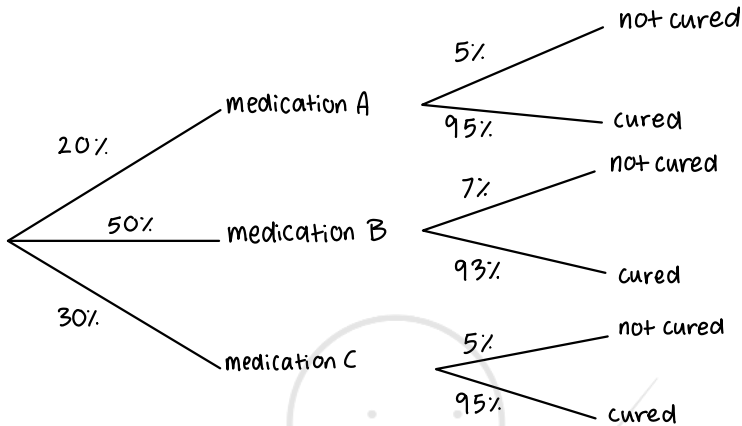 not cured
5%
medication A
95%
cured
20%
not cured
7%
50%
medication B
93%
cured
30%
not cured
5%
medication C
95%
cured